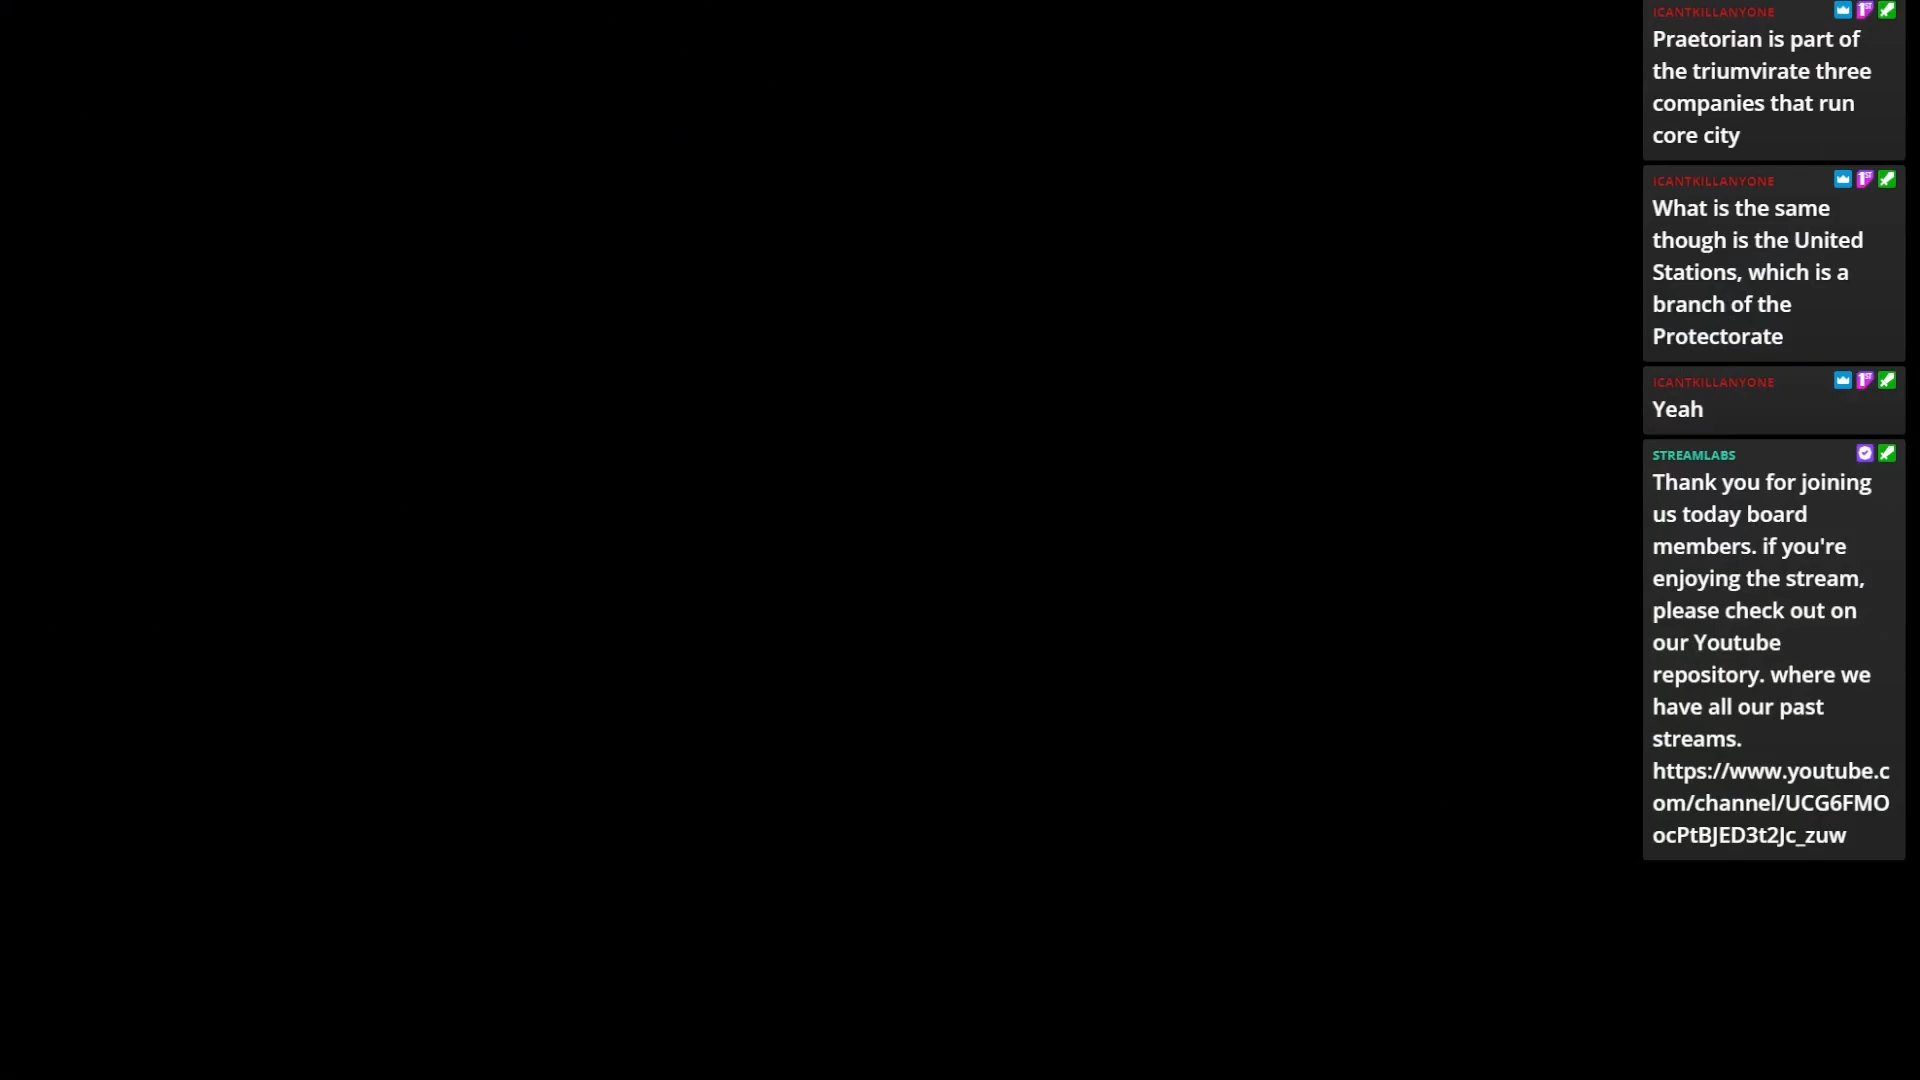 ICANTKILLANYONE
Praetorian is part of
the triumvirate three
companies that run
core city
ICANTKILLANYONE
What is the same
though is the United
Stations, which is a
branch of the
Protectorate
ICANTKILLANYONE
Yeah
STREAMLABS
Thank you for joining
us today board
members. if you're
enjoying the stream,
please check out on
our Youtube
repository. where we
have all our past
streams.
https://www.youtube.c
om/channel/UCG6FMO
ocPtBJED3t2Jc_zuw